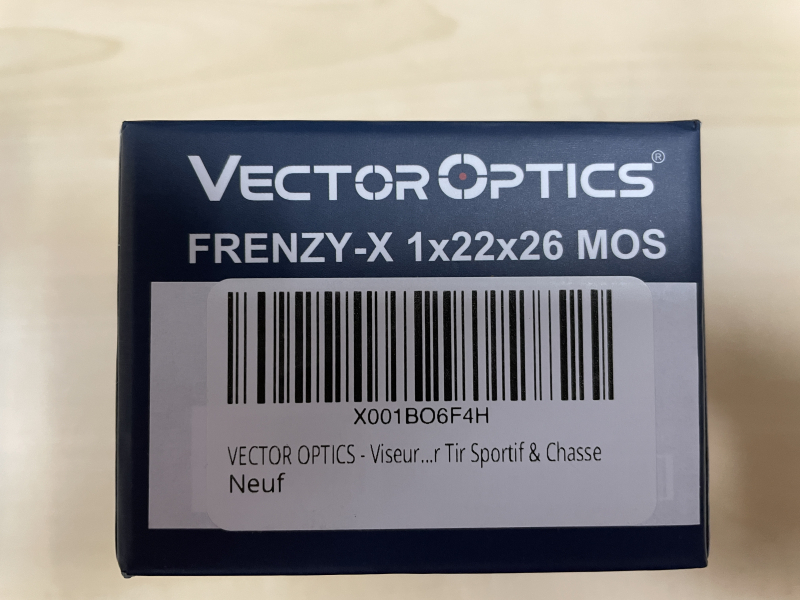 VECTOR OPTICS®
FRENZY-X 1x22x26 MOS
X001BO6F4H
VECTOR OPTICS - Viseur...r Tir Sportif & Chasse
Neuf